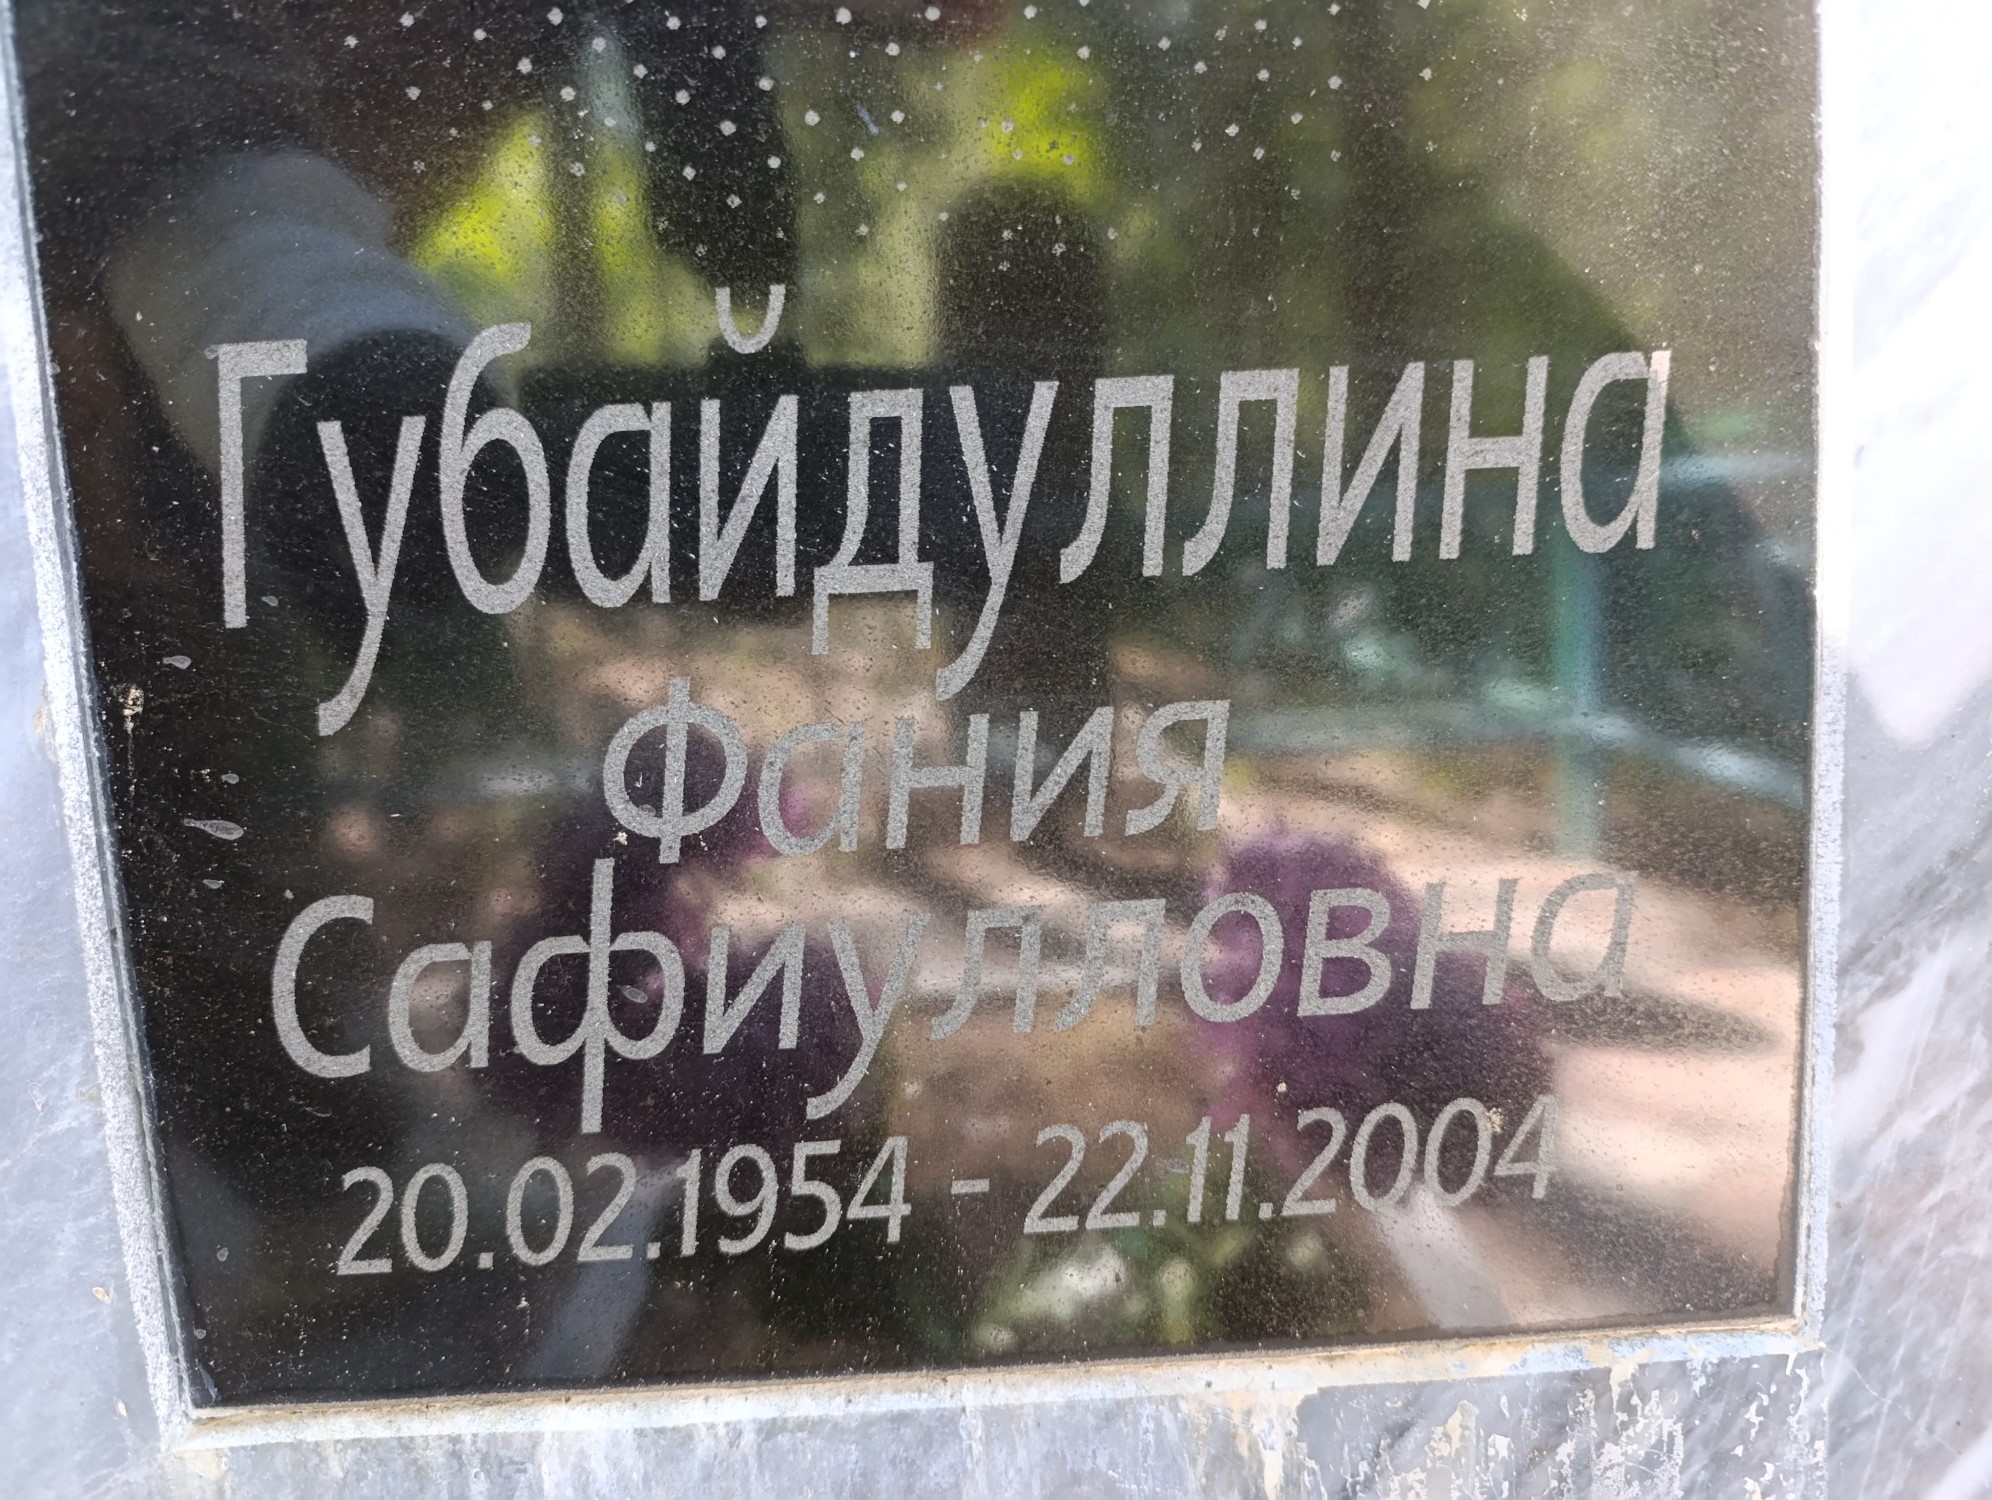 Губайдуллина
Фания
Сафиулловна
20.02.1954 - 22.11.2004